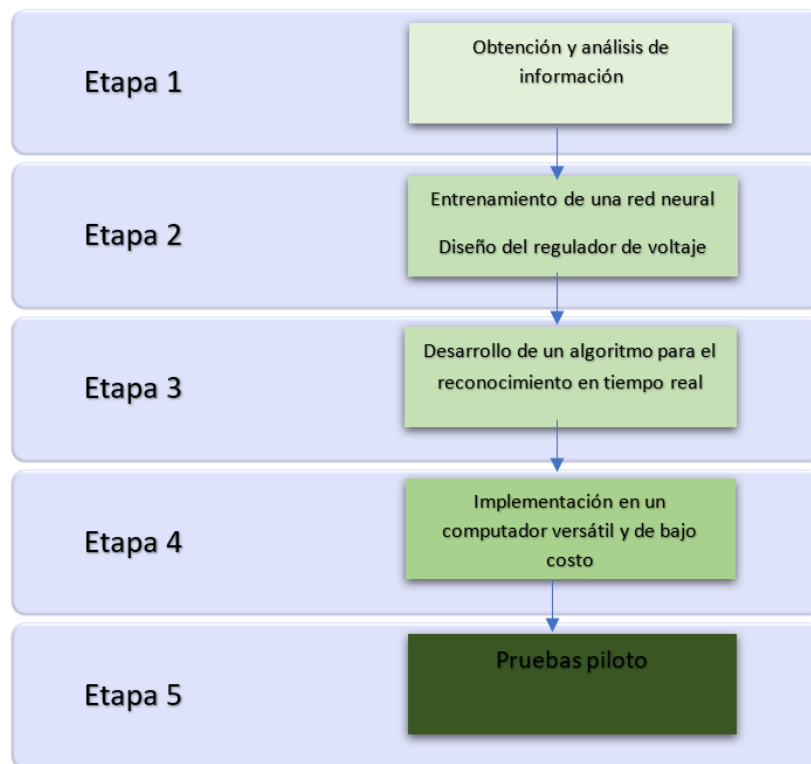 Etapa 1
Obtención y análisis de
información
Etapa 2
Entrenamiento de una red neural
Diseño del regulador de voltaje
Etapa 3
Desarrollo de un algoritmo para el
reconocimiento en tiempo real
Etapa 4
Implementación en un
computador versátil y de bajo
costo
Etapa 5
Pruebas piloto